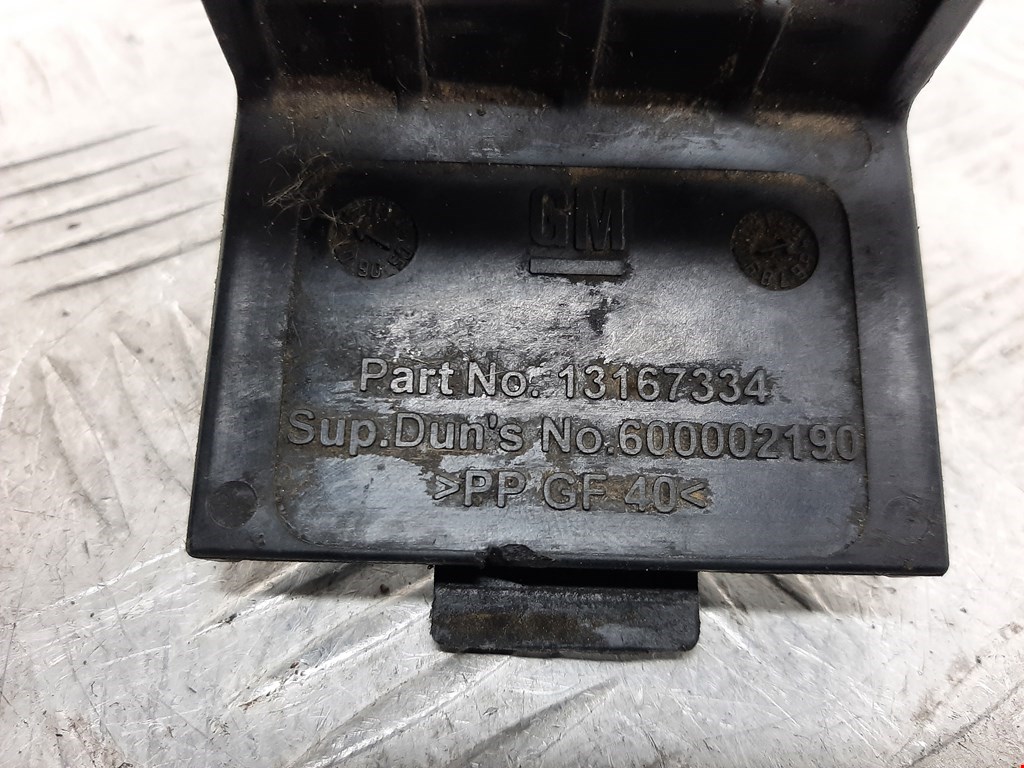 GM
Part No. 13167334
Sup.Dun's No.600002190
>PP GF 40<